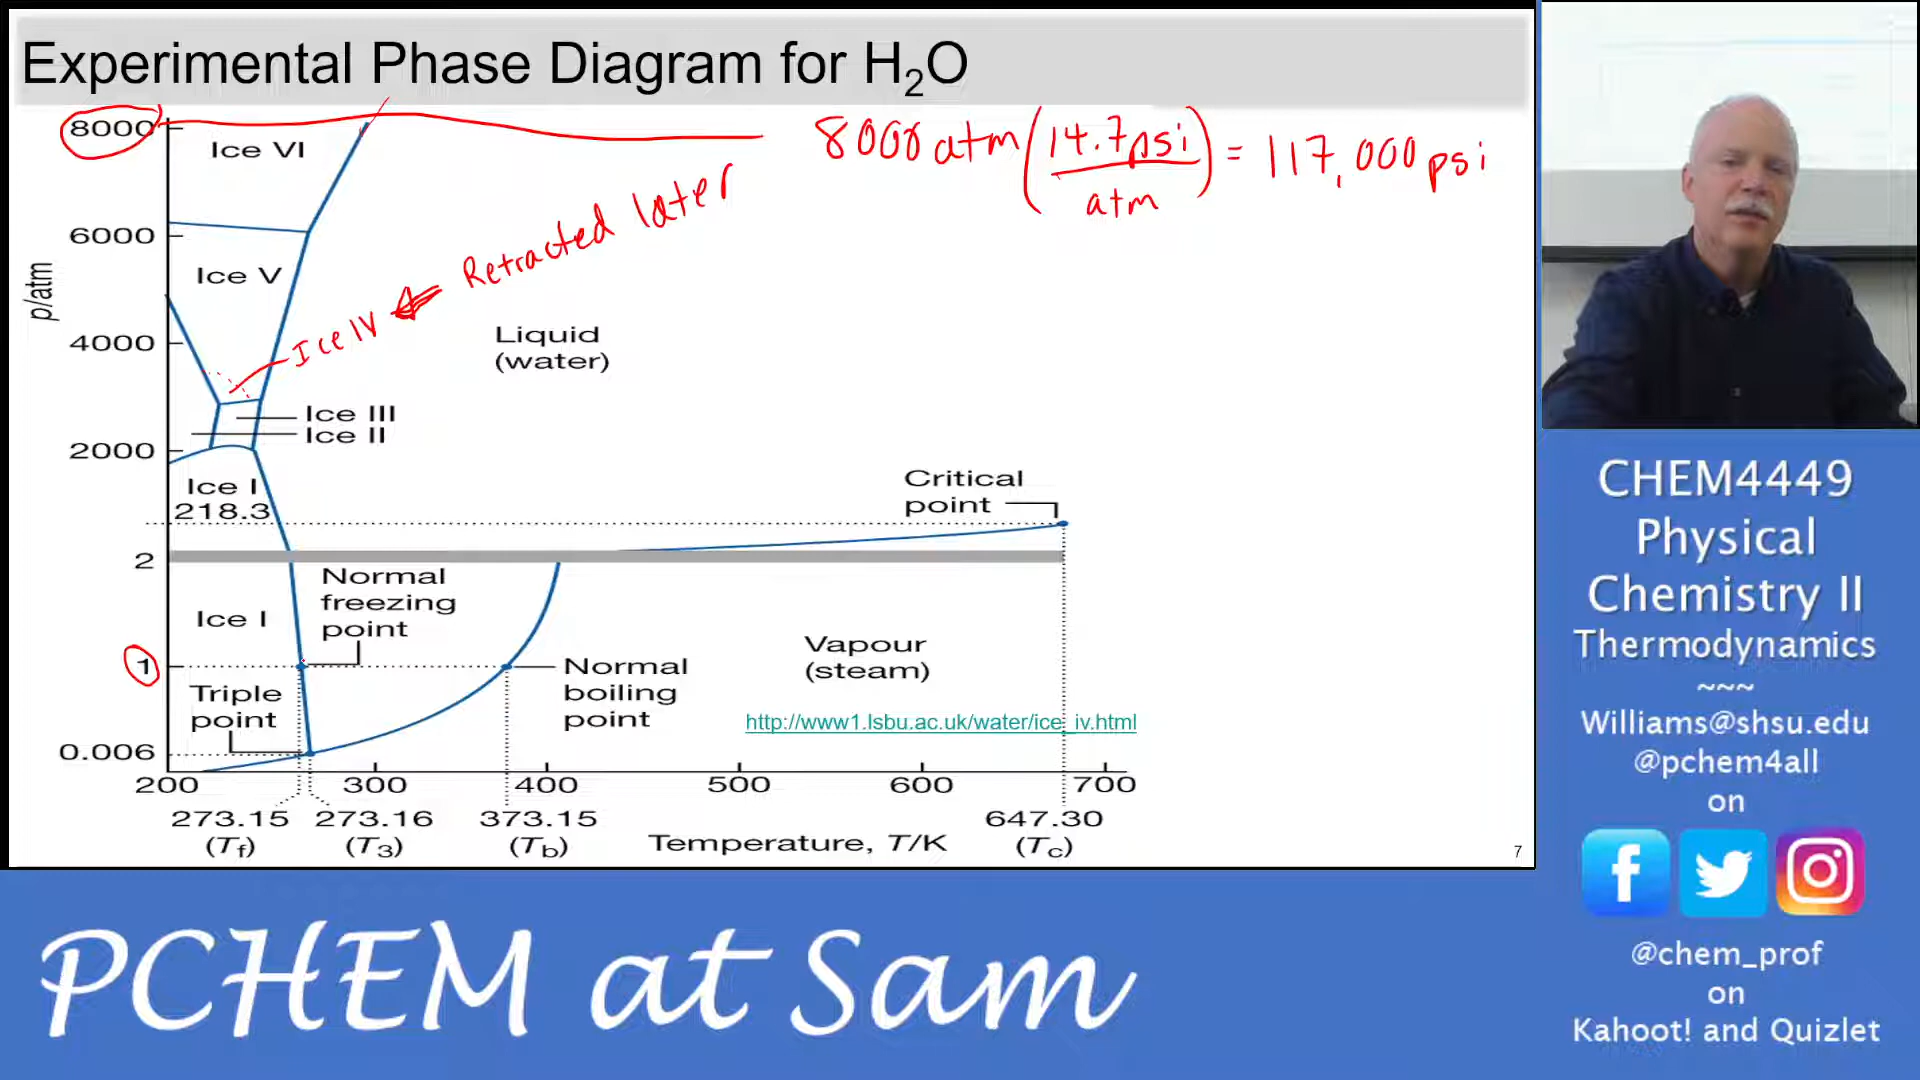 Experimental Phase Diagram for H₂O
8000
Ice VI
8000 atm (14.7psi / atm) = 117,000 psi
Retracted later
6000
Ice V
p/atm
Ice IV
4000
Liquid
(water)
Ice III
Ice II
2000
Ice I
218.3
Critical
point
2
Normal
freezing
point
Ice I
1
Vapour
(steam)
Normal
boiling
point
Triple
point
http://www1.lsbu.ac.uk/water/ice_iv.html
0.006
200 300 400 500 600 700
273.15 273.16 373.15 647.30
(Tf) (T3) (Tb) Temperature, T/K (Tc)
7
CHEM4449
Physical
Chemistry II
Thermodynamics
~~~
Williams@shsu.edu
@pchem4all
on
@chem_prof
on
Kahoot! and Quizlet
PCHEM at Sam